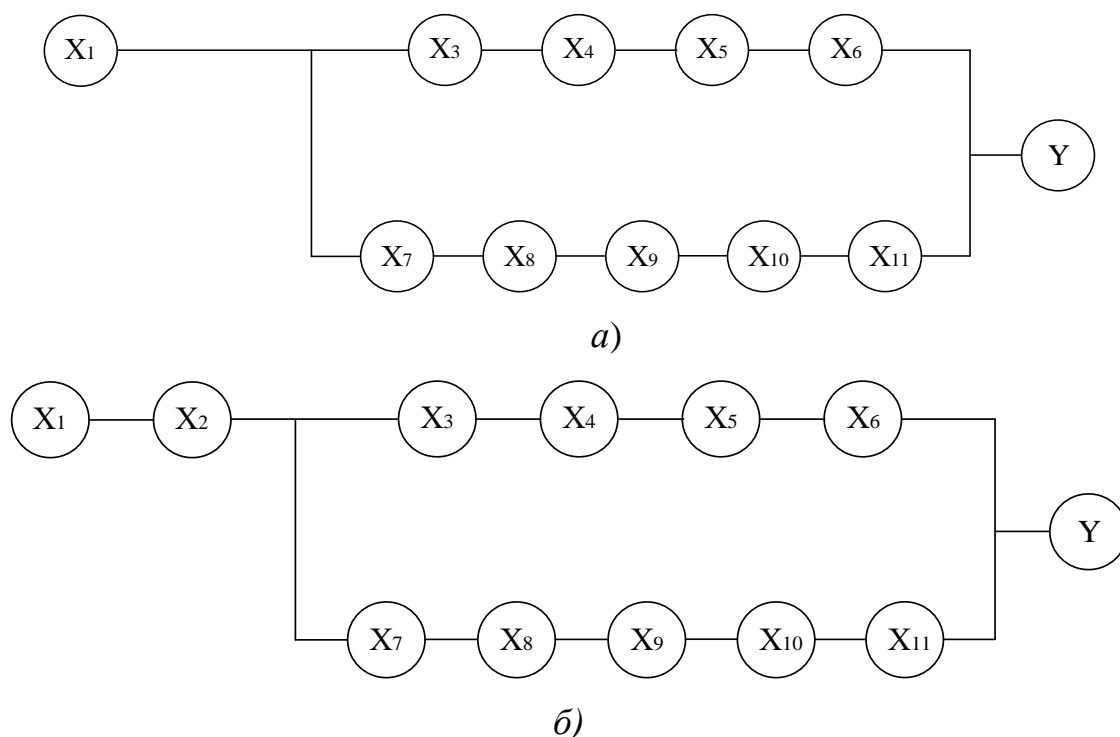 X1 X3 X4 X5 X6
Y
X7 X8 X9 X10 X11
а)
X1 X2 X3 X4 X5 X6
Y
X7 X8 X9 X10 X11
б)